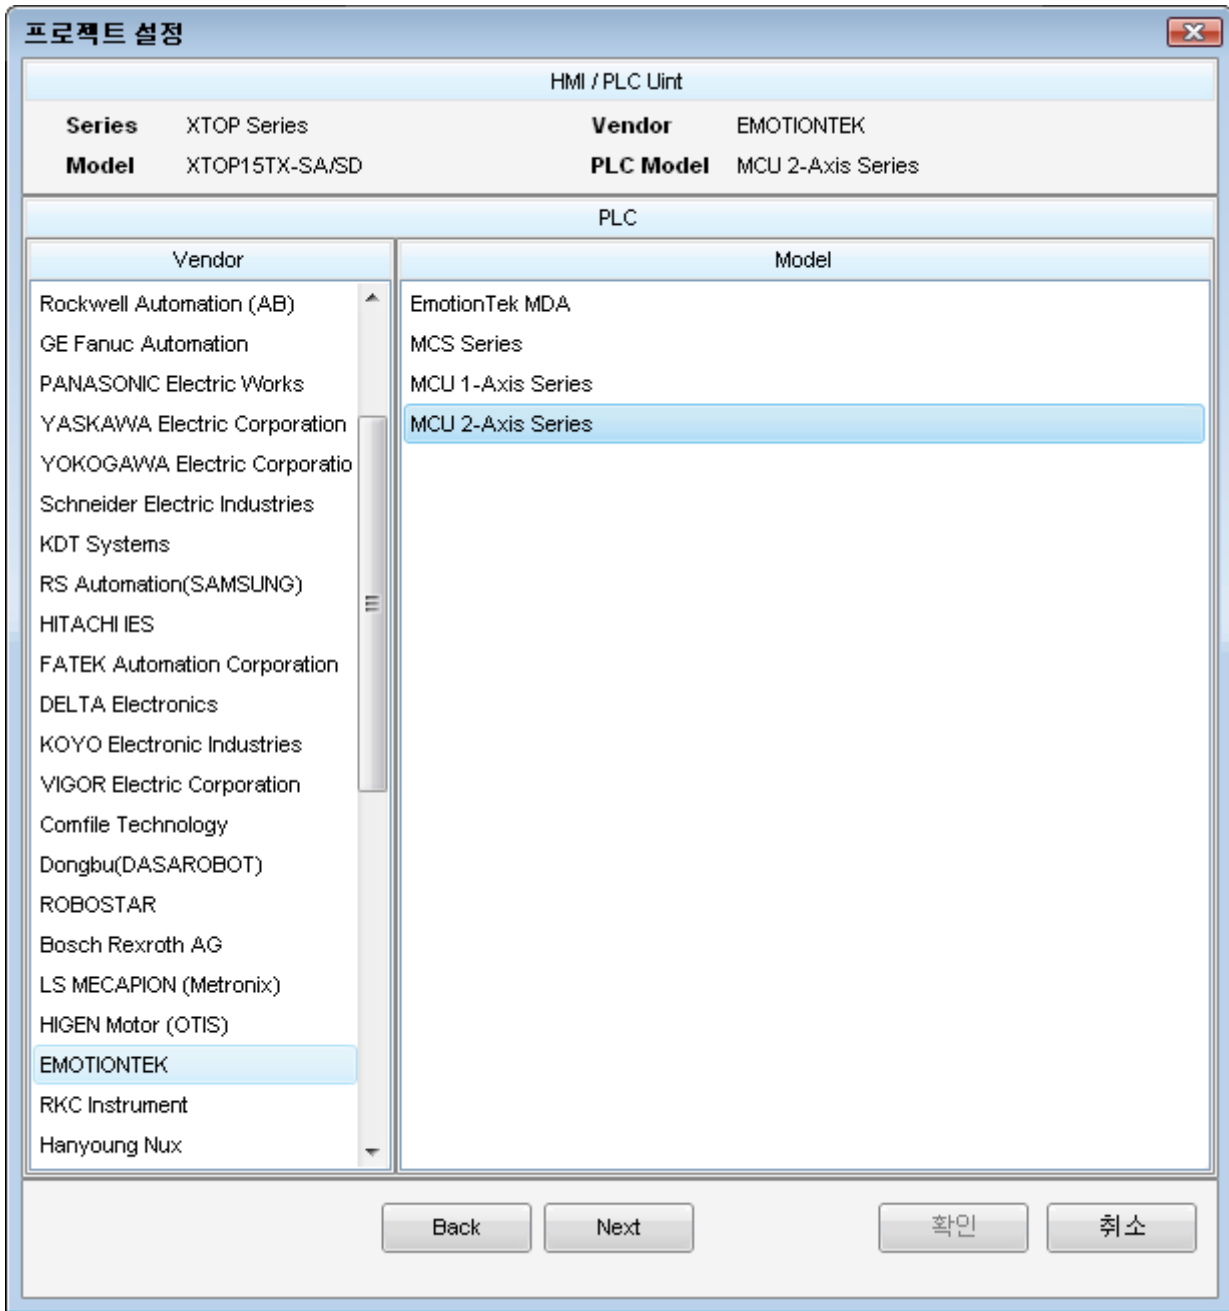 프로젝트 설정
HMI / PLC Uint
Series XTOP Series Vendor EMOTIONTEK
Model XTOP15TX-SA/SD PLC Model MCU 2-Axis Series
PLC
Vendor
Rockwell Automation (AB)
GE Fanuc Automation
PANASONIC Electric Works
YASKAWA Electric Corporation
YOKOGAWA Electric Corporatio
Schneider Electric Industries
KDT Systems
RS Automation(SAMSUNG)
HITACHI IES
FATEK Automation Corporation
DELTA Electronics
KOYO Electronic Industries
VIGOR Electric Corporation
Comfile Technology
Dongbu(DASAROBOT)
ROBOSTAR
Bosch Rexroth AG
LS MECAPION (Metronix)
HIGEN Motor (OTIS)
EMOTIONTEK
RKC Instrument
Hanyoung Nux
Model
EmotionTek MDA
MCS Series
MCU 1-Axis Series
MCU 2-Axis Series
Back Next 확인 취소